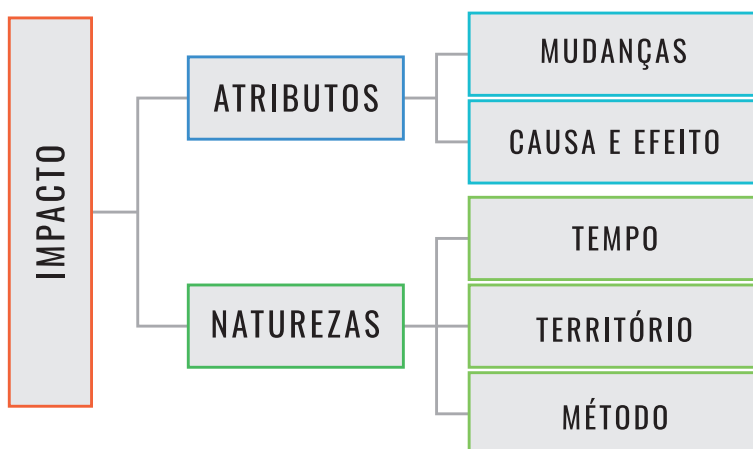 IMPACTO
ATRIBUTOS
MUDANÇAS
CAUSA E EFEITO
NATUREZAS
TEMPO
TERRITÓRIO
MÉTODO